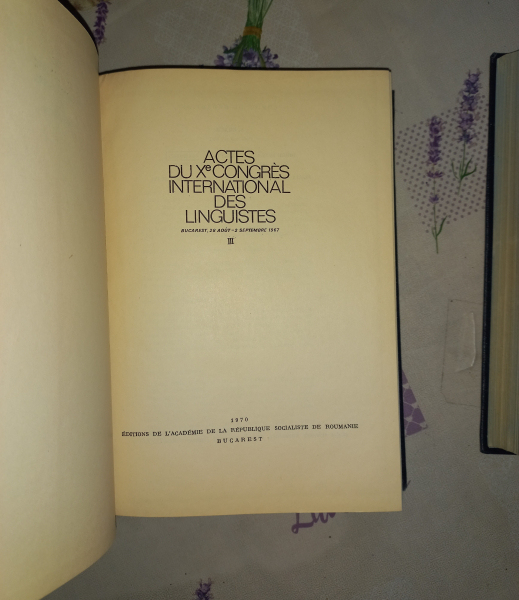 ACTES
DU Xe CONGRÈS
INTERNATIONAL
DES
LINGUISTES
BUCAREST, 28 AOÛT - 2 SEPTEMBRE 1967
III
1970
ÉDITIONS DE L'ACADÉMIE DE LA RÉPUBLIQUE SOCIALISTE DE ROUMANIE
BUCAREST